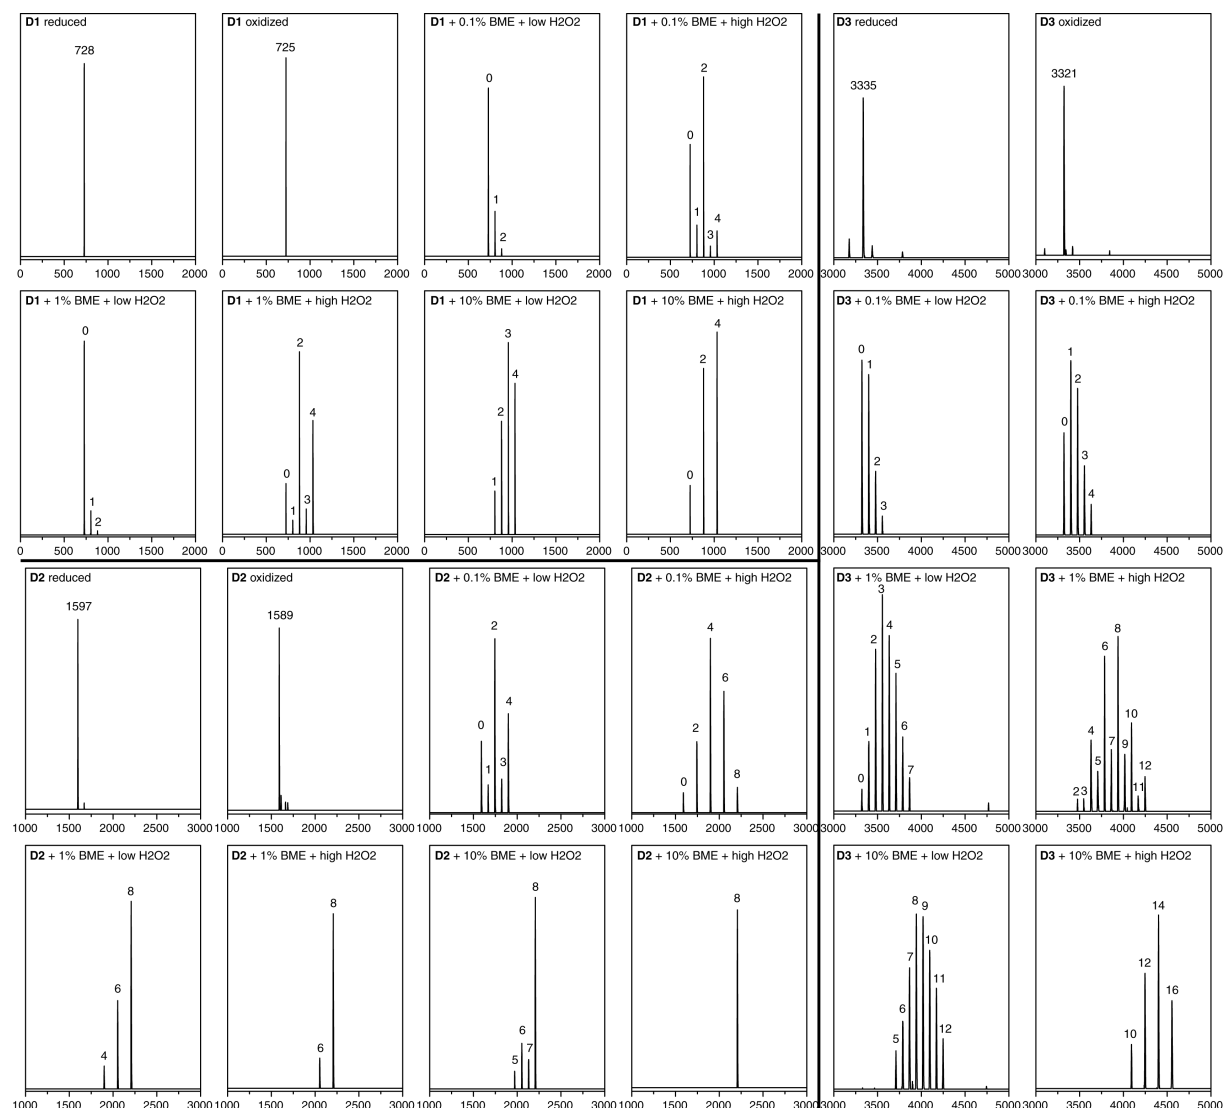 D1 reduced
728
0 500 1000 1500 2000
D1 oxidized
725
0 500 1000 1500 2000
D1 + 0.1% BME + low H2O2
0
1
2
0 500 1000 1500 2000
D1 + 0.1% BME + high H2O2
2
0
1
3
4
0 500 1000 1500 2000
D3 reduced
3335
3000 3500 4000 4500 5000
D3 oxidized
3321
3000 3500 4000 4500 5000
D1 + 1% BME + low H2O2
0
1
2
0 500 1000 1500 2000
D1 + 1% BME + high H2O2
2
4
0
1
3
0 500 1000 1500 2000
D1 + 10% BME + low H2O2
3
4
2
1
0 500 1000 1500 2000
D1 + 10% BME + high H2O2
4
2
0
0 500 1000 1500 2000
D3 + 0.1% BME + low H2O2
0
1
2
3
3000 3500 4000 4500 5000
D3 + 0.1% BME + high H2O2
1
2
0
3
4
3000 3500 4000 4500 5000
D2 reduced
1597
1000 1500 2000 2500 3000
D2 oxidized
1589
1000 1500 2000 2500 3000
D2 + 0.1% BME + low H2O2
2
4
0
1
3
1000 1500 2000 2500 3000
D2 + 0.1% BME + high H2O2
4
6
2
0
8
1000 1500 2000 2500 3000
D3 + 1% BME + low H2O2
3
2
4
5
1
6
0
7
3000 3500 4000 4500 5000
D3 + 1% BME + high H2O2
8
6
10
4
7
9
5
12
2
3
11
3000 3500 4000 4500 5000
D2 + 1% BME + low H2O2
8
6
4
1000 1500 2000 2500 3000
D2 + 1% BME + high H2O2
8
6
1000 1500 2000 2500 3000
D2 + 10% BME + low H2O2
8
6
5
7
1000 1500 2000 2500 3000
D2 + 10% BME + high H2O2
8
1000 1500 2000 2500 3000
D3 + 10% BME + low H2O2
8
9
10
7
11
6
12
5
3000 3500 4000 4500 5000
D3 + 10% BME + high H2O2
14
12
16
10
3000 3500 4000 4500 5000